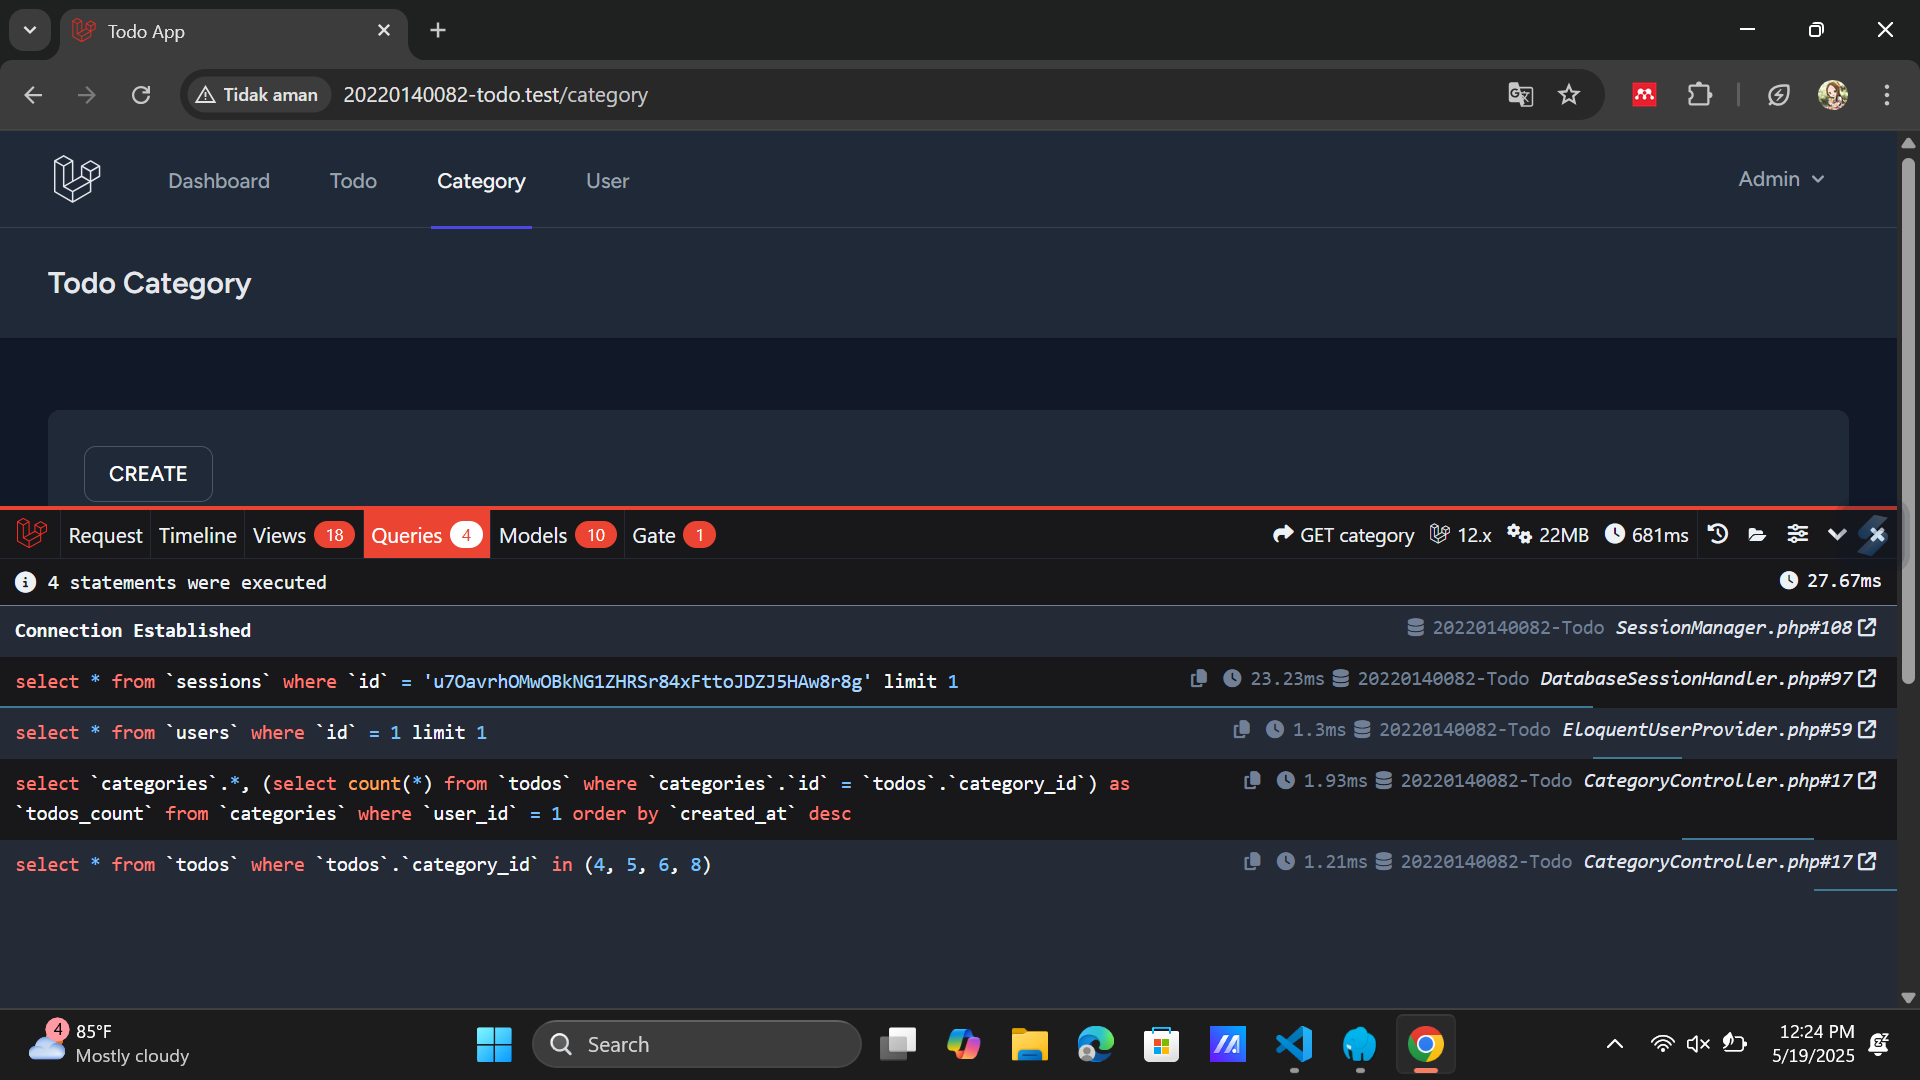 Todo App
Tidak aman
20220140082-todo.test/category
Dashboard
Todo
Category
User
Admin
Todo Category
CREATE
Request
Timeline
Views 18
Queries 4
Models 10
Gate 1
GET category
12.x
22MB
681ms
4 statements were executed
27.67ms
Connection Established
20220140082-Todo SessionManager.php#108
select * from `sessions` where `id` = 'u7OavrhOMwOBkNG1ZHRSr84xFttoJDZJ5HAw8r8g' limit 1
23.23ms 20220140082-Todo DatabaseSessionHandler.php#97
select * from `users` where `id` = 1 limit 1
1.3ms 20220140082-Todo EloquentUserProvider.php#59
select `categories`.*, (select count(*) from `todos` where `categories`.`id` = `todos`.`category_id`) as
`todos_count` from `categories` where `user_id` = 1 order by `created_at` desc
1.93ms 20220140082-Todo CategoryController.php#17
select * from `todos` where `todos`.`category_id` in (4, 5, 6, 8)
1.21ms 20220140082-Todo CategoryController.php#17
4
85°F
Mostly cloudy
Search
12:24 PM
5/19/2025